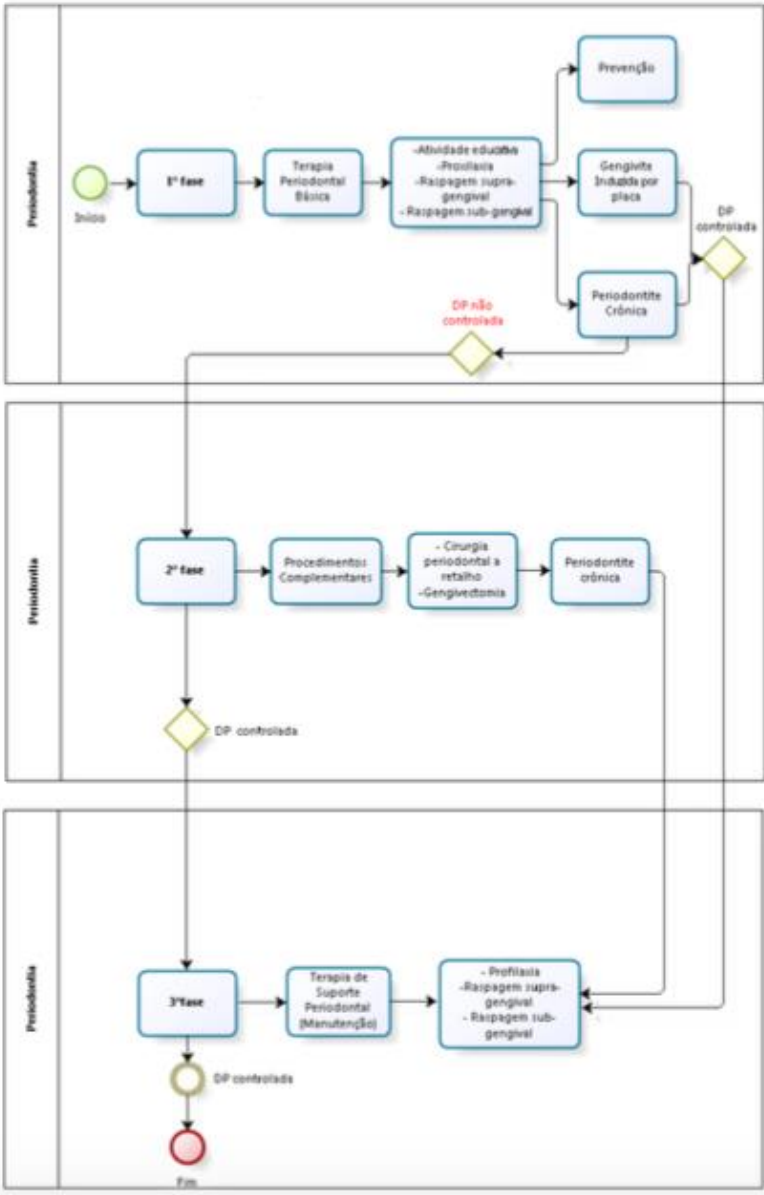 Periodontia
Início
1ª fase
Terapia
Periodontal
Básica
-Atividade educativa
-Proxilaxia
-Raspagem supra-
gengival
- Raspagem sub-gengival
Prevenção
Gengivite
Induzida por
placa
Periodontite
Crônica
DP
controlada
DP não
controlada
Periodontia
2ª fase
Procedimentos
Complementares
- Cirurgia
periodontal a
retalho
-Gengivectomia
Periodontite
crônica
DP controlada
Periodontia
3ªfase
Terapia de
Suporte
Periodontal
(Manutenção)
- Profilaxia
-Raspagem supra-
gengival
- Raspagem sub-
gengival
DP controlada
Fim